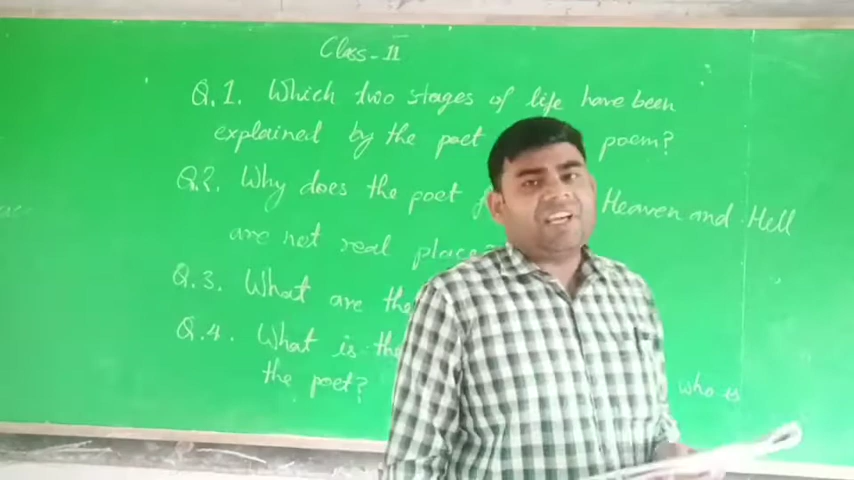 Class - II
Q.1. Which two stages of life have been
explained by the poet poem?
Q.2. Why does the poet Heaven and Hell
are not real place
Q.3. What are the
Q.4. What is the who is
the poet?